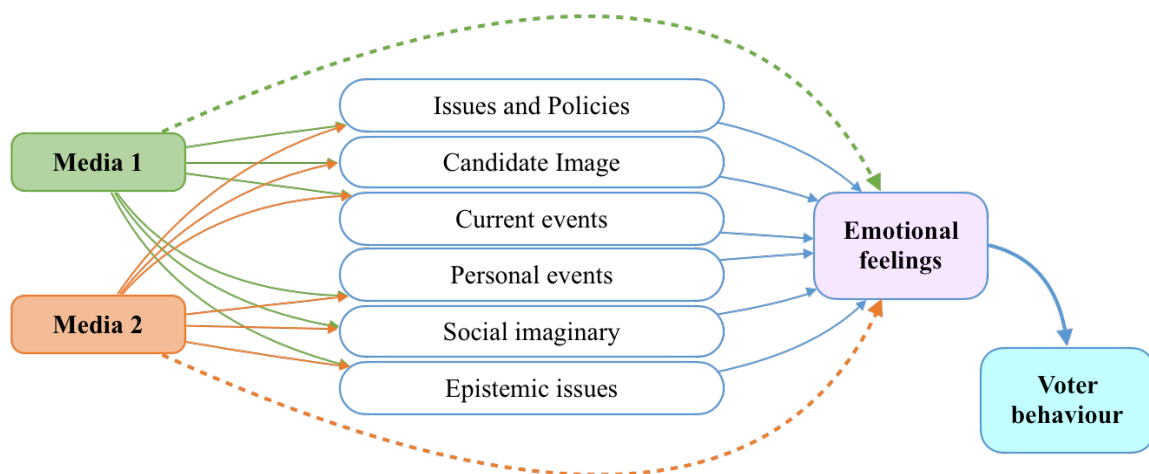 Media 1
Media 2
Issues and Policies
Candidate Image
Current events
Personal events
Social imaginary
Epistemic issues
Emotional
feelings
Voter
behaviour